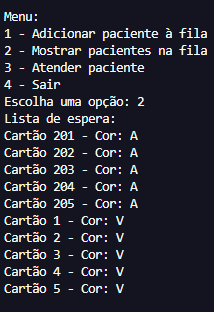 Menu:
1 - Adicionar paciente à fila
2 - Mostrar pacientes na fila
3 - Atender paciente
4 - Sair
Escolha uma opção: 2
Lista de espera:
Cartão 201 - Cor: A
Cartão 202 - Cor: A
Cartão 203 - Cor: A
Cartão 204 - Cor: A
Cartão 205 - Cor: A
Cartão 1 - Cor: V
Cartão 2 - Cor: V
Cartão 3 - Cor: V
Cartão 4 - Cor: V
Cartão 5 - Cor: V